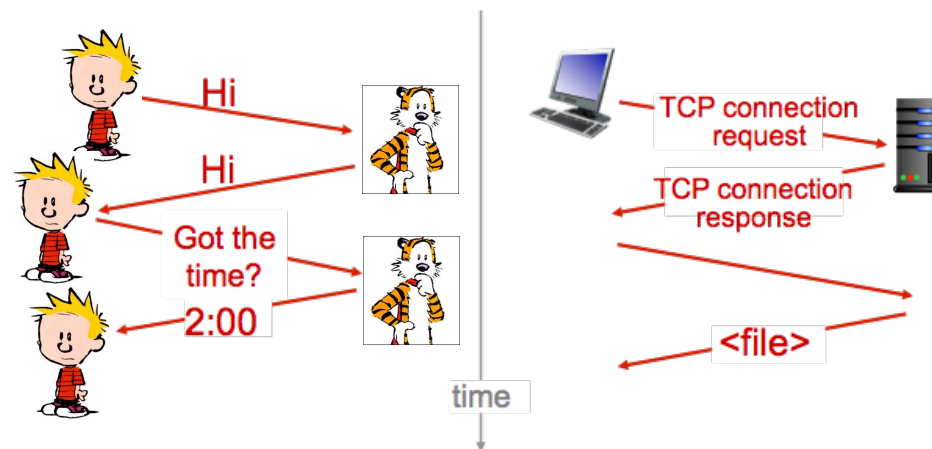 Hi
Hi
Got the
time?
2:00
TCP connection
request
TCP connection
response
<file>
time